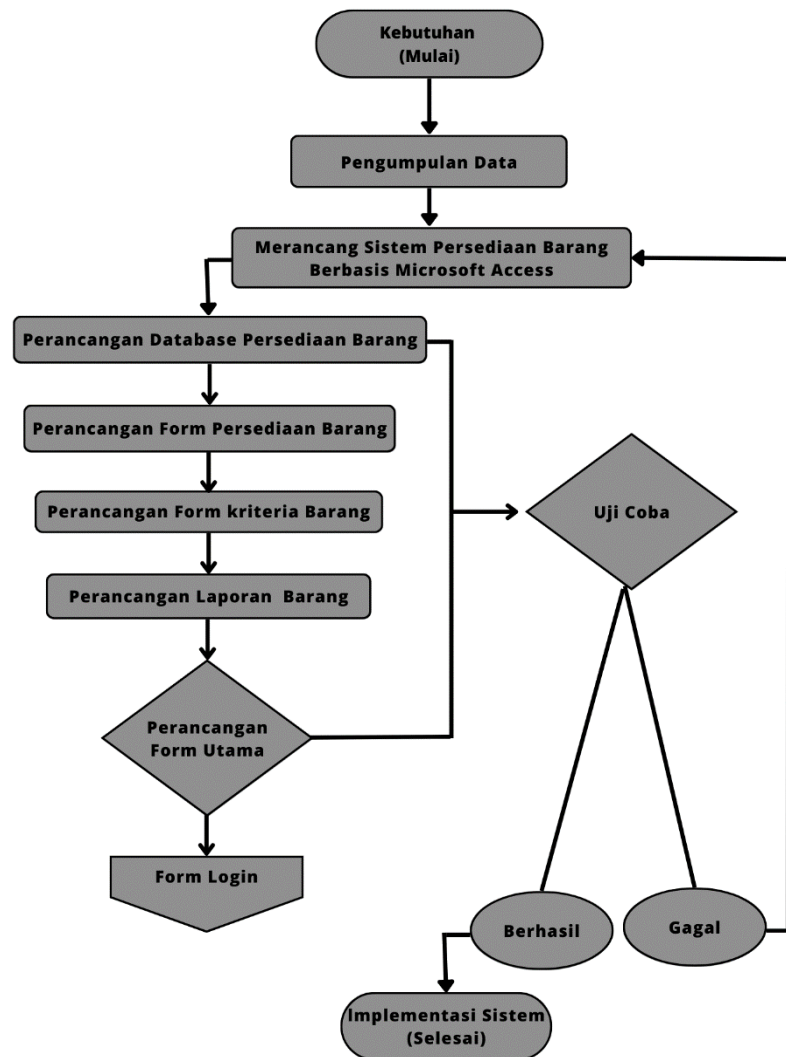 Kebutuhan
(Mulai)
Pengumpulan Data
Merancang Sistem Persediaan Barang
Berbasis Microsoft Access
Perancangan Database Persediaan Barang
Perancangan Form Persediaan Barang
Perancangan Form kriteria Barang
Uji Coba
Perancangan Laporan Barang
Perancangan
Form Utama
Form Login
Berhasil
Gagal
Implementasi Sistem
(Selesai)